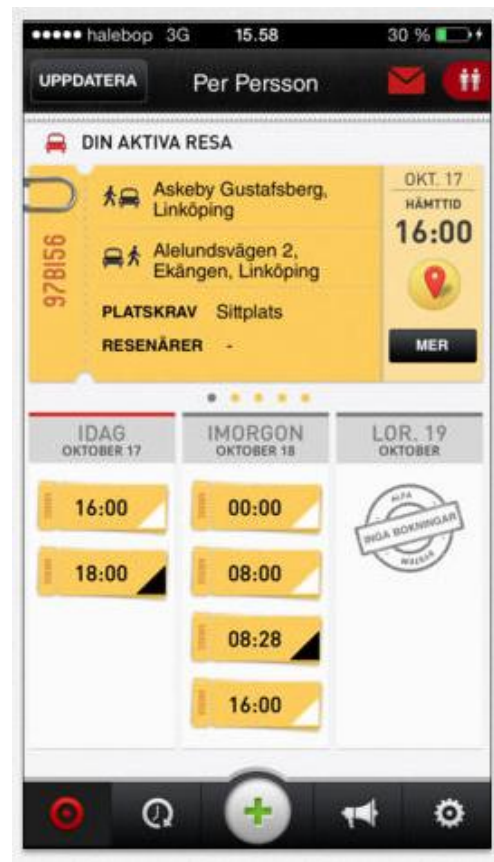 halebop 3G 15.58 30 %
UPPDATERA Per Persson
DIN AKTIVA RESA
978156
Askeby Gustafsberg,
Linköping
Alelundsvägen 2,
Ekängen, Linköping
PLATSKRAV Sittplats
RESENÄRER -
OKT. 17
HÄMTTID
16:00
MER
IDAG
OKTOBER 17
16:00
18:00
IMORGON
OKTOBER 18
00:00
08:00
08:28
16:00
LÖR. 19
OKTOBER
ALFA
INGA BOKNINGAR